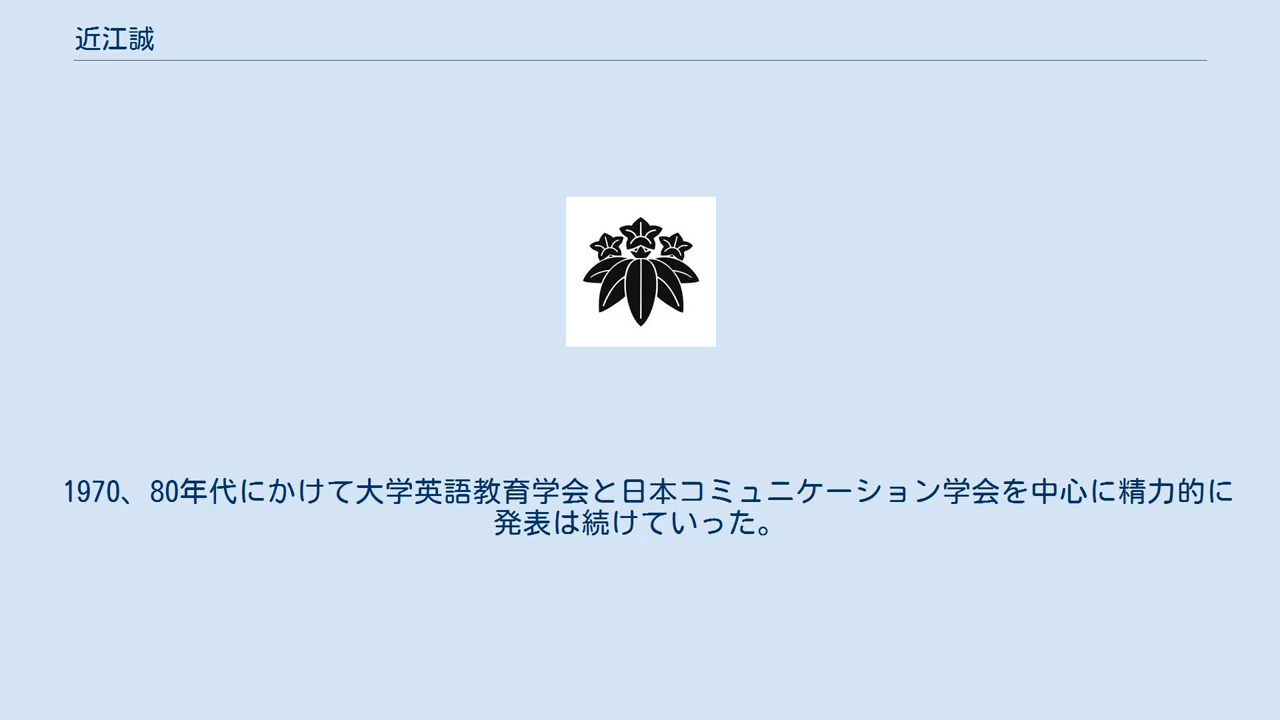 近江誠
1970、80年代にかけて大学英語教育学会と日本コミュニケーション学会を中心に精力的に
発表は続けていった。